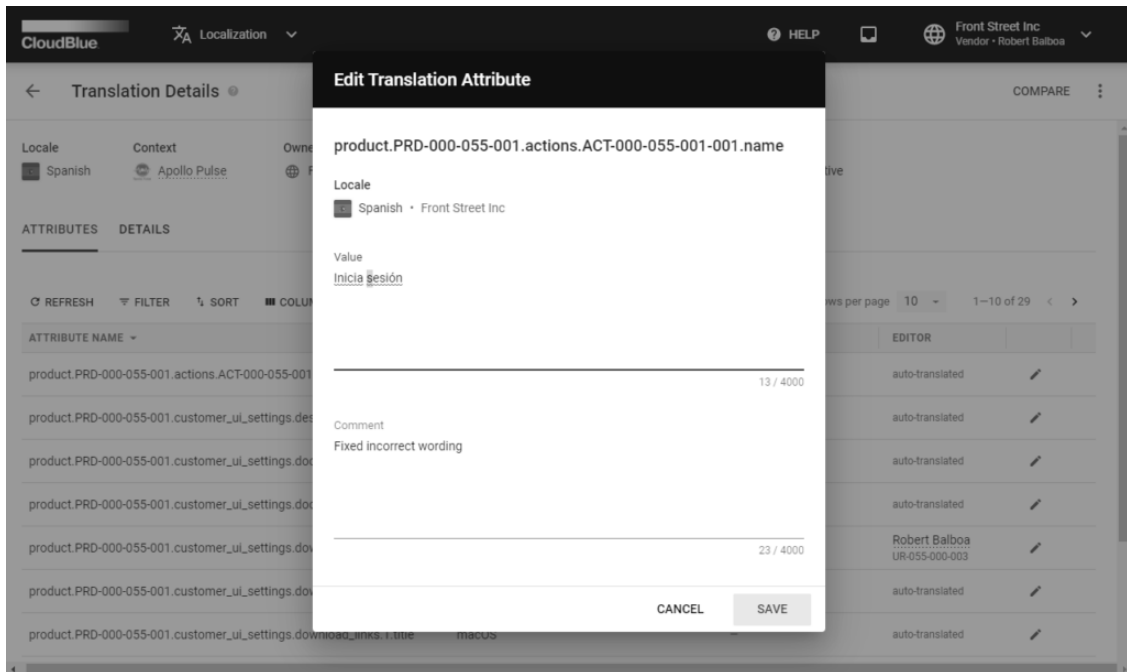 CloudBlue
Localization
HELP
Front Street Inc
Vendor • Robert Balboa
Translation Details
COMPARE
Locale
Context
Spanish
Apollo Pulse
ATTRIBUTES
DETAILS
REFRESH
FILTER
SORT
rows per page 10
1–10 of 29
ATTRIBUTE NAME
EDITOR
product.PRD-000-055-001.actions.ACT-000-055-001
auto-translated
product.PRD-000-055-001.customer_ui_settings.
auto-translated
product.PRD-000-055-001.customer_ui_settings.
auto-translated
product.PRD-000-055-001.customer_ui_settings.
auto-translated
product.PRD-000-055-001.customer_ui_settings.
Robert Balboa
UR-055-000-003
product.PRD-000-055-001.customer_ui_settings.
auto-translated
product.PRD-000-055-001.customer_ui_settings.download_links.1.title
macOS
–
auto-translated
Edit Translation Attribute
product.PRD-000-055-001.actions.ACT-000-055-001-001.name
Locale
Spanish • Front Street Inc
Value
Inicia sesión
13 / 4000
Comment
Fixed incorrect wording
23 / 4000
CANCEL
SAVE